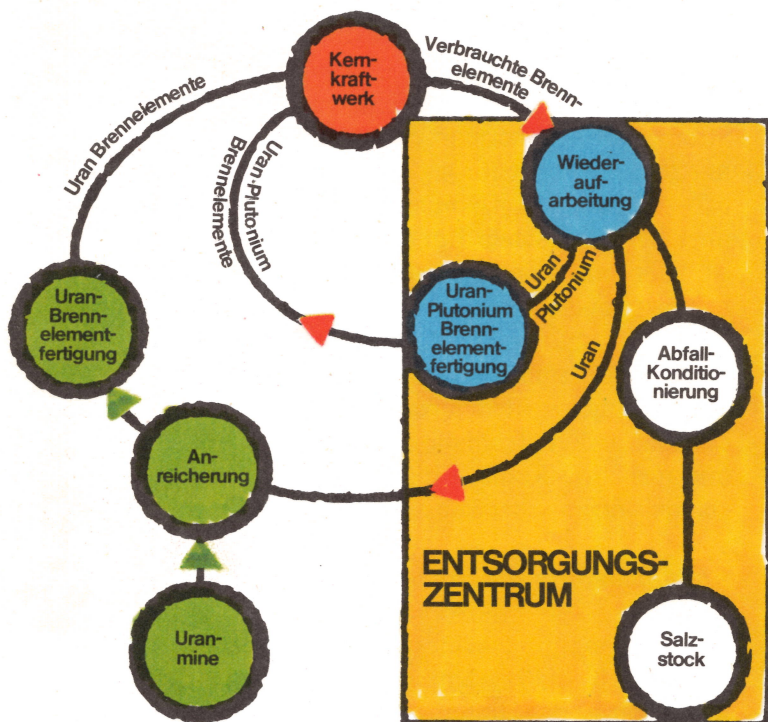 Kern-
kraft-
werk
Verbrauchte Brenn-
elemente
Uran Brennelemente
Uran-Plutonium
Brennelemente
Wieder-
auf-
arbeitung
Uran
Plutonium
Uran-
Brenn-
element-
fertigung
Uran-
Plutonium
Brenn-
element-
fertigung
Uran
Abfall-
Konditio-
nierung
An-
reicherung
ENTSORGUNGS-
ZENTRUM
Uran-
mine
Salz-
stock